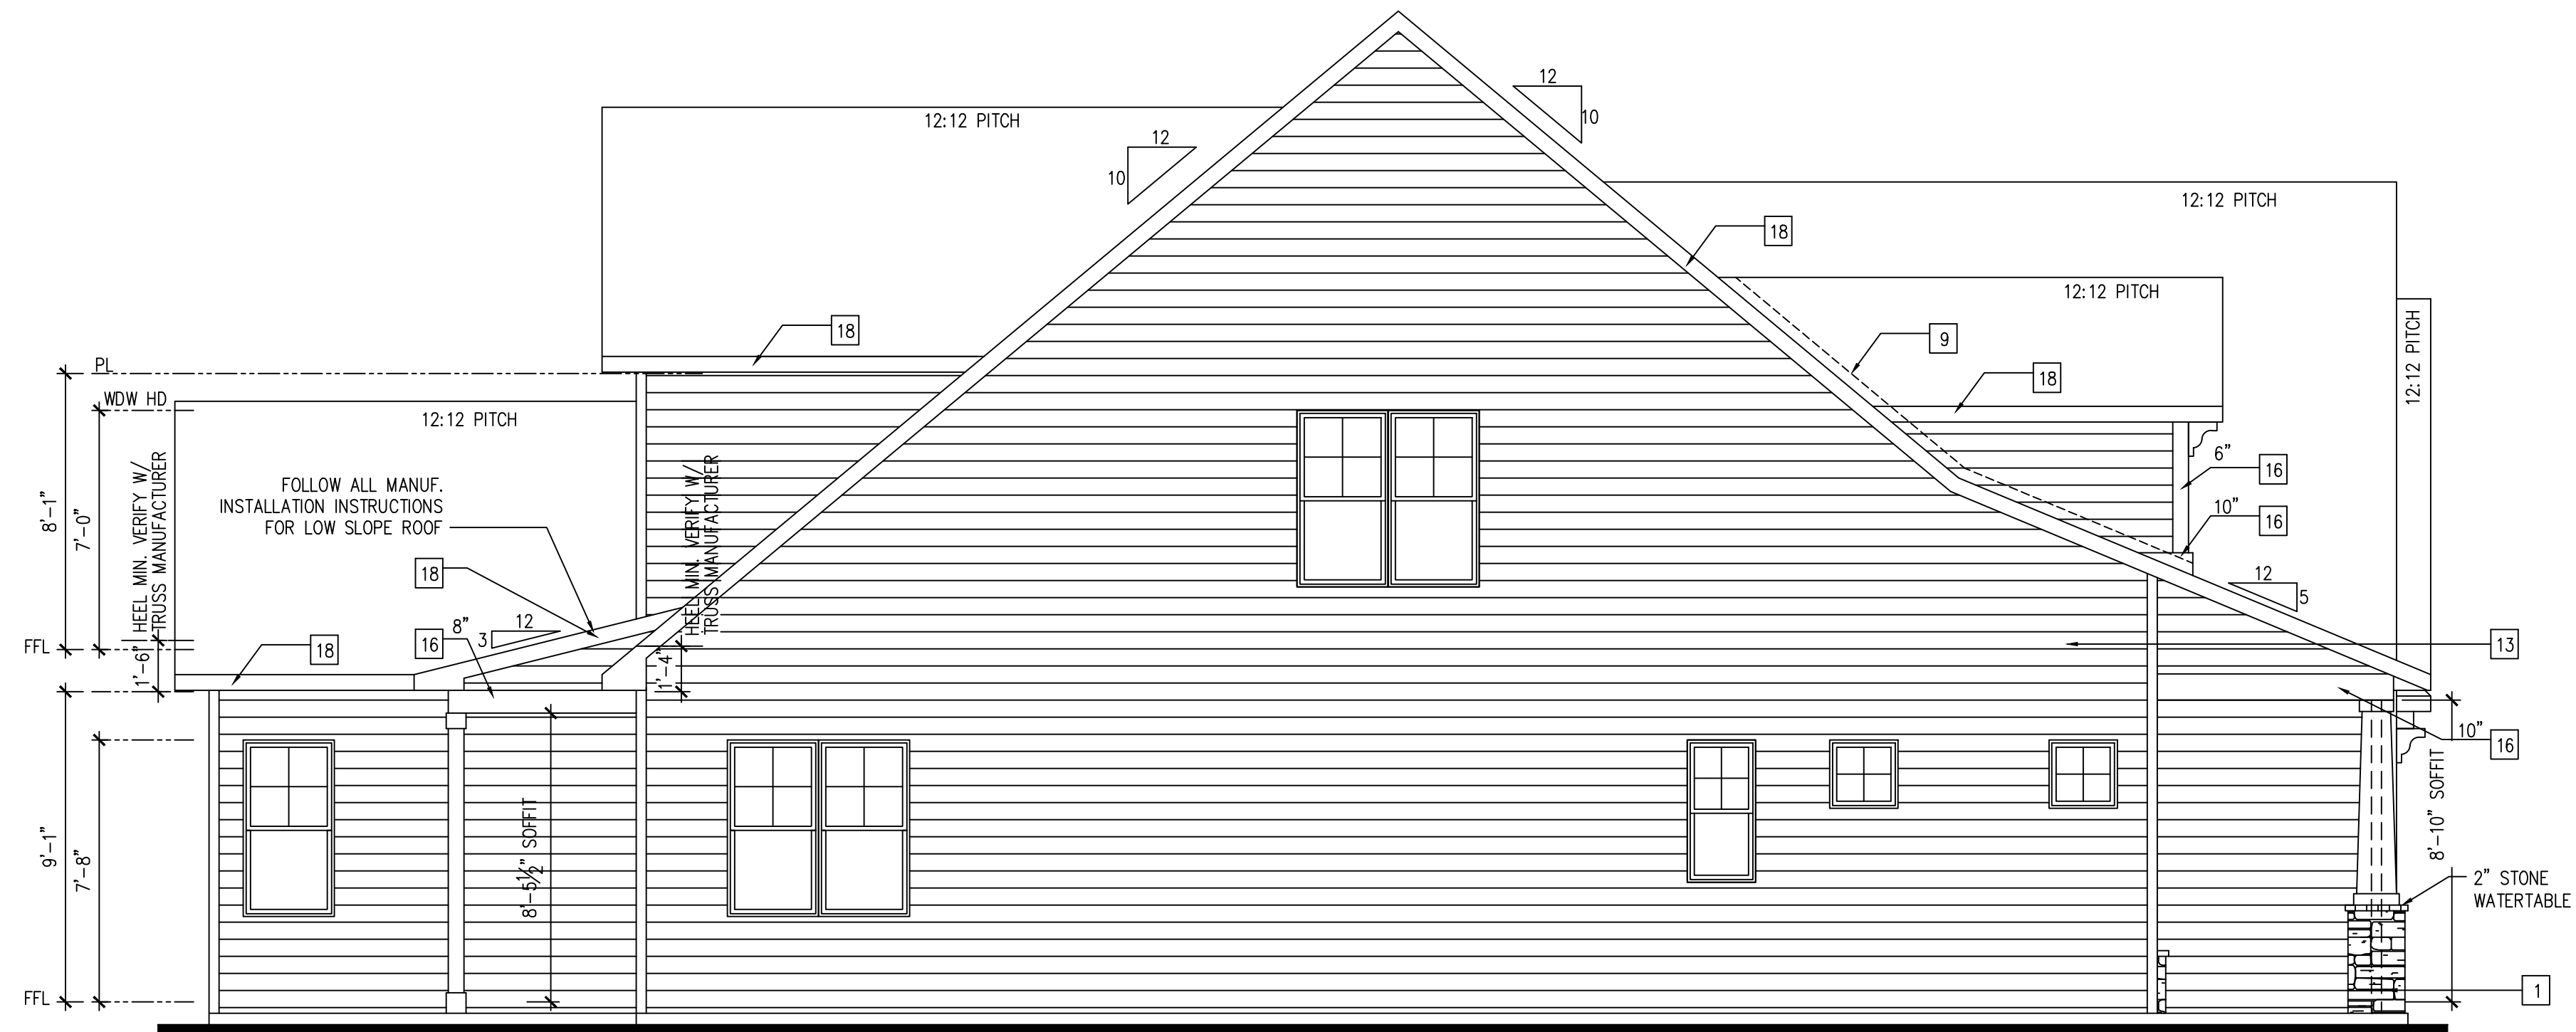 12
10
12:12 PITCH
12
10
12:12 PITCH
18
12:12 PITCH
12:12 PITCH
18
9
PL
18
WDW HD
12:12 PITCH
6"
16
HEEL MIN. VERIFY W/
TRUSS MANUFACTURER
HEEL MIN. VERIFY W/
TRUSS MANUFACTURER
FOLLOW ALL MANUF.
INSTALLATION INSTRUCTIONS
FOR LOW SLOPE ROOF
8'-1"
7'-0"
10"
16
18
12
5
12
3
8"
16
FFL
18
13
1'-6"
1'-4"
10"
16
8'-10" SOFFIT
8'-5½" SOFFIT
9'-1"
7'-8"
2" STONE
WATERTABLE
FFL
1